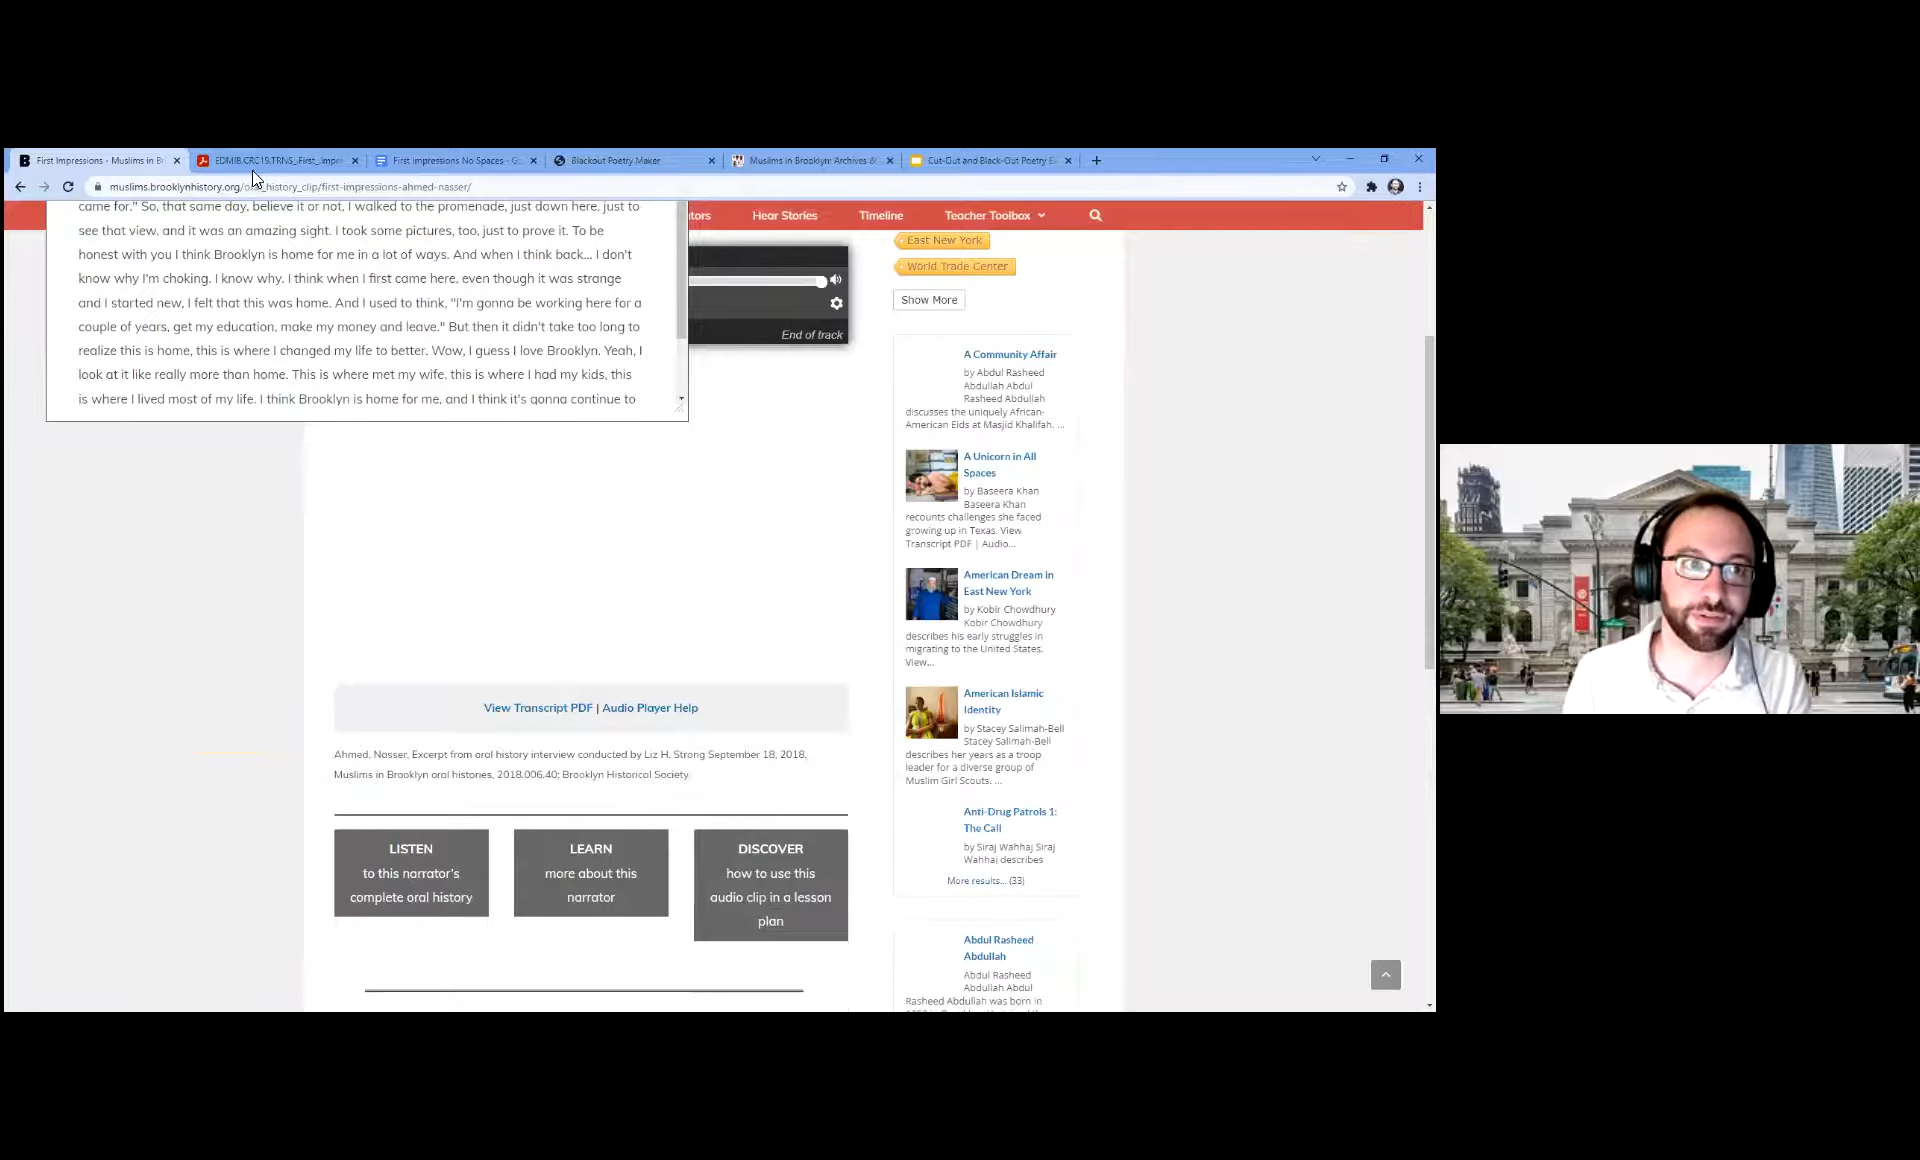 First Impressions - Muslims in Br
EDMIB.CRC15.TRNS_.First_.Impre
First Impressions No Spaces - G
Blackout Poetry Maker
Muslims in Brooklyn Archives &
Cut-Out and Black-Out Poetry E
muslims.brooklynhistory.org/oral_history_clip/first-impressions-ahmed-nasser/
came for." So, that same day, believe it or not, I walked to the promenade, just down here, just to
see that view, and it was an amazing sight. I took some pictures, too, just to prove it. To be
honest with you I think Brooklyn is home for me in a lot of ways. And when I think back... I don't
know why I'm choking. I know why. I think when I first came here, even though it was strange
and I started new, I felt that this was home. And I used to think, "I'm gonna be working here for a
couple of years, get my education, make my money and leave." But then it didn't take too long to
realize this is home, this is where I changed my life to better. Wow, I guess I love Brooklyn. Yeah, I
look at it like really more than home. This is where met my wife, this is where I had my kids, this
is where I lived most of my life. I think Brooklyn is home for me, and I think it's gonna continue to
ators
Hear Stories
Timeline
Teacher Toolbox
End of track
East New York
World Trade Center
Show More
A Community Affair
by Abdul Rasheed
Abdullah Abdul
Rasheed Abdullah
discusses the uniquely African-
American Eids at Masjid Khalifah. ...
A Unicorn in All
Spaces
by Baseera Khan
Baseera Khan
recounts challenges she faced
growing up in Texas. View
Transcript PDF | Audio...
American Dream in
East New York
by Kobir Chowdhury
Kobir Chowdhury
describes his early struggles in
migrating to the United States.
View...
American Islamic
Identity
by Stacey Salimah-Bell
Stacey Salimah-Bell
describes her years as a troop
leader for a diverse group of
Muslim Girl Scouts. ...
Anti-Drug Patrols 1:
The Call
by Siraj Wahhaj Siraj
Wahhaj describes
More results... (33)
Abdul Rasheed
Abdullah
Abdul Rasheed
Abdullah Abdul
Rasheed Abdullah was born in
View Transcript PDF | Audio Player Help
Ahmed, Nasser, Excerpt from oral history interview conducted by Liz H. Strong September 18, 2018,
Muslims in Brooklyn oral histories, 2018.006.40; Brooklyn Historical Society.
LISTEN
to this narrator's
complete oral history
LEARN
more about this
narrator
DISCOVER
how to use this
audio clip in a lesson
plan